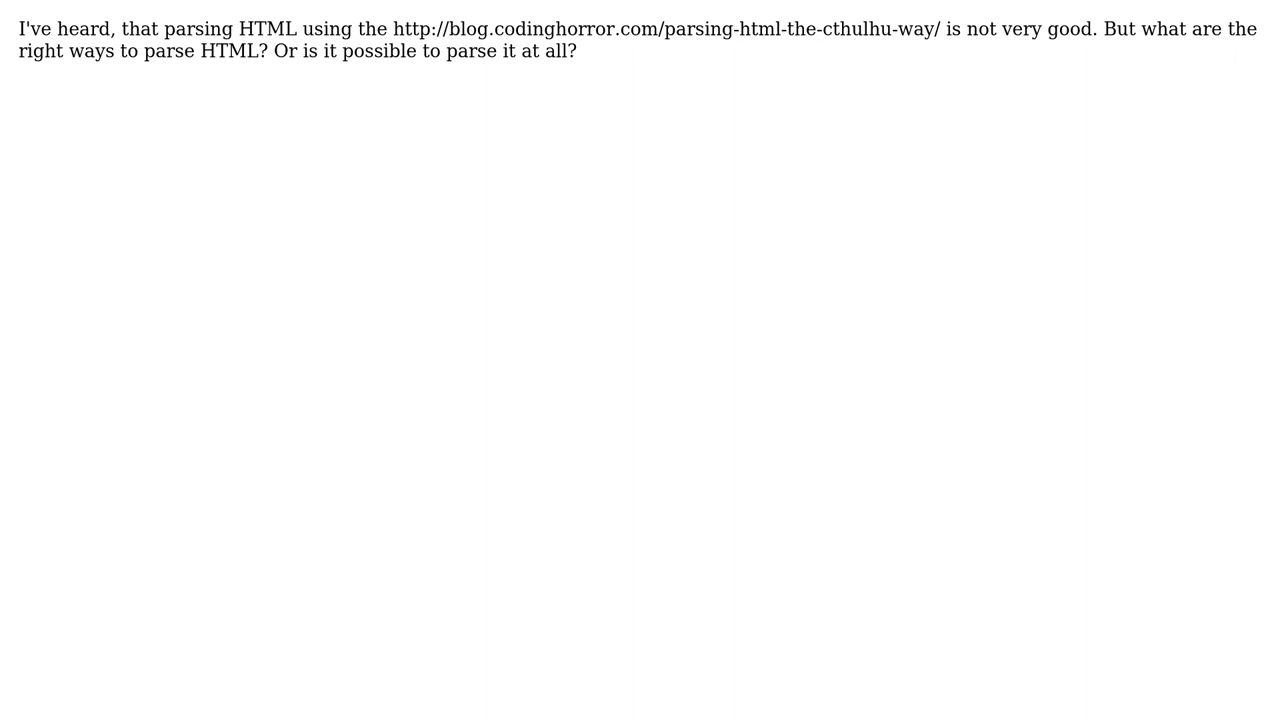 I've heard, that parsing HTML using the http://blog.codinghorror.com/parsing-html-the-cthulhu-way/ is not very good. But what are the
right ways to parse HTML? Or is it possible to parse it at all?